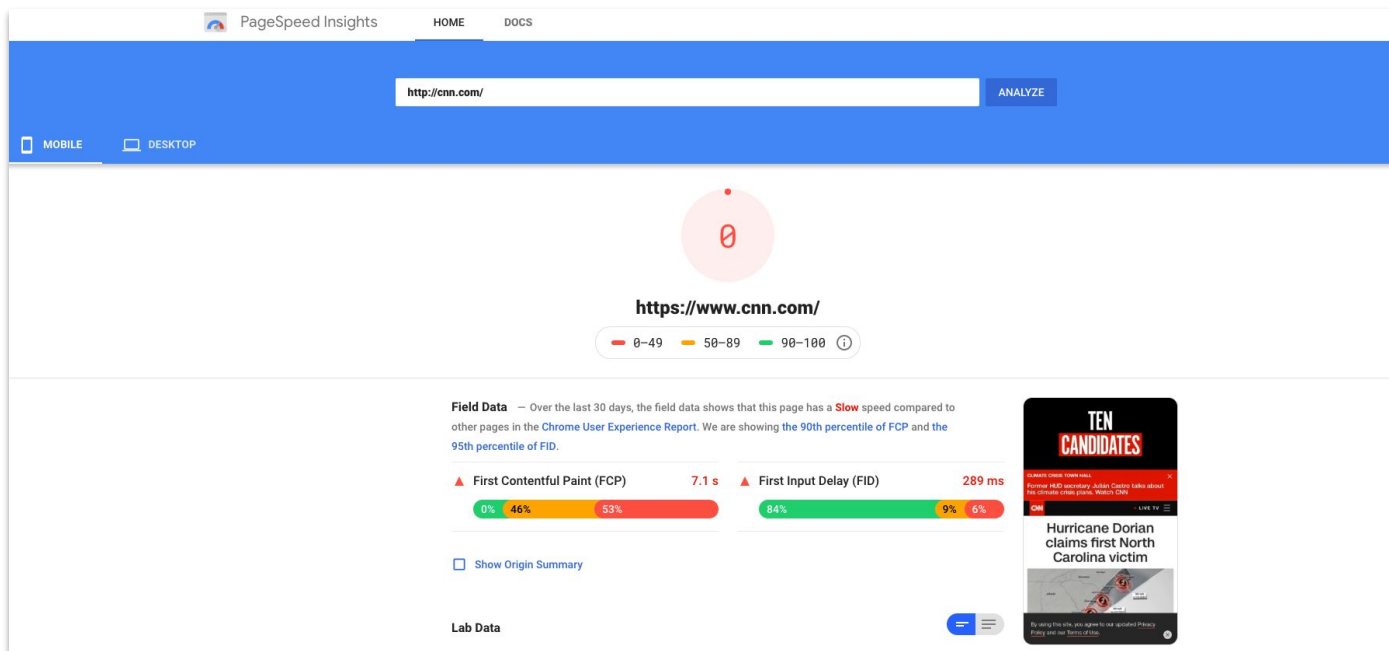 PageSpeed Insights
HOME
DOCS
http://cnn.com/
ANALYZE
MOBILE
DESKTOP
0
https://www.cnn.com/
0–49
50–89
90–100
Field Data — Over the last 30 days, the field data shows that this page has a Slow speed compared to
other pages in the Chrome User Experience Report. We are showing the 90th percentile of FCP and the
95th percentile of FID.
First Contentful Paint (FCP)
7.1 s
0%
46%
53%
First Input Delay (FID)
289 ms
84%
9%
6%
Show Origin Summary
Lab Data
TEN
CANDIDATES
CLIMATE CRISIS TOWN HALL
Former HUD secretary Julián Castro talks about
his climate crisis plans. Watch CNN
CNN
LIVE TV
Hurricane Dorian
claims first North
Carolina victim
By using this site, you agree to our updated Privacy
Policy and our Terms of Use.